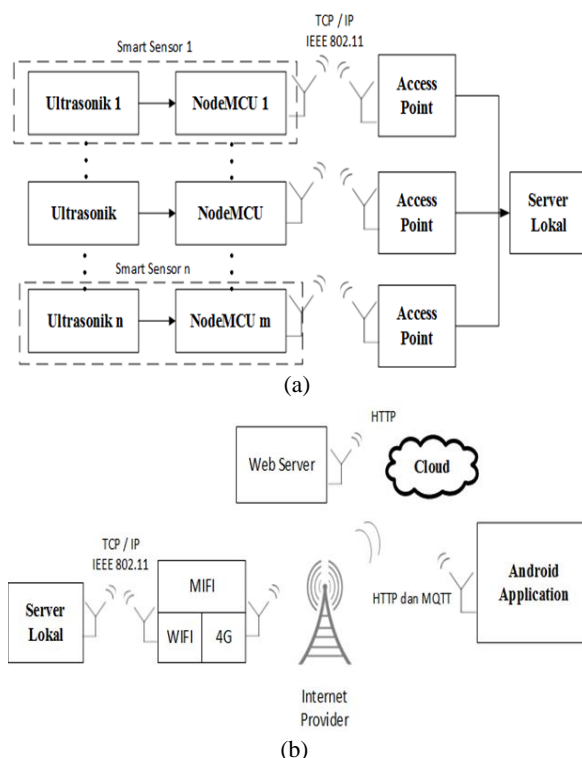 TCP / IP
IEEE 802.11
Smart Sensor 1
Ultrasonik 1
NodeMCU 1
Access
Point
Ultrasonik
NodeMCU
Access
Point
Server
Lokal
Smart Sensor n
Ultrasonik n
NodeMCU m
Access
Point
(a)
HTTP
Web Server
Cloud
TCP / IP
IEEE 802.11
Server
Lokal
MIFI
WIFI
4G
HTTP dan MQTT
Android
Application
Internet
Provider
(b)